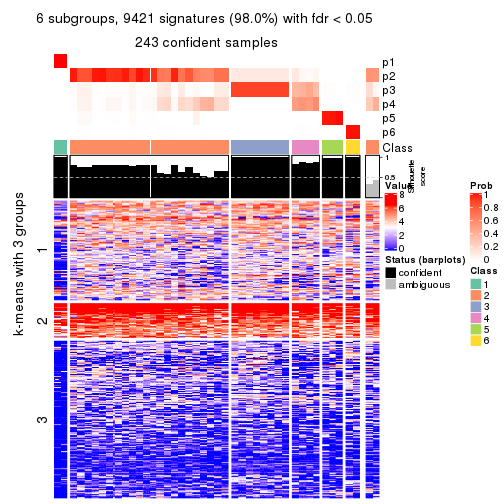 6 subgroups, 9421 signatures (98.0%) with fdr < 0.05
243 confident samples
p1
p2
p3
p4
p5
p6
Class
1
0.5
Silhouette
score
k-means with 3 groups
1
2
3
Value
8
6
4
2
0
Status (barplots)
confident
ambiguous
Prob
1
0.8
0.6
0.4
0.2
0
Class
1
2
3
4
5
6